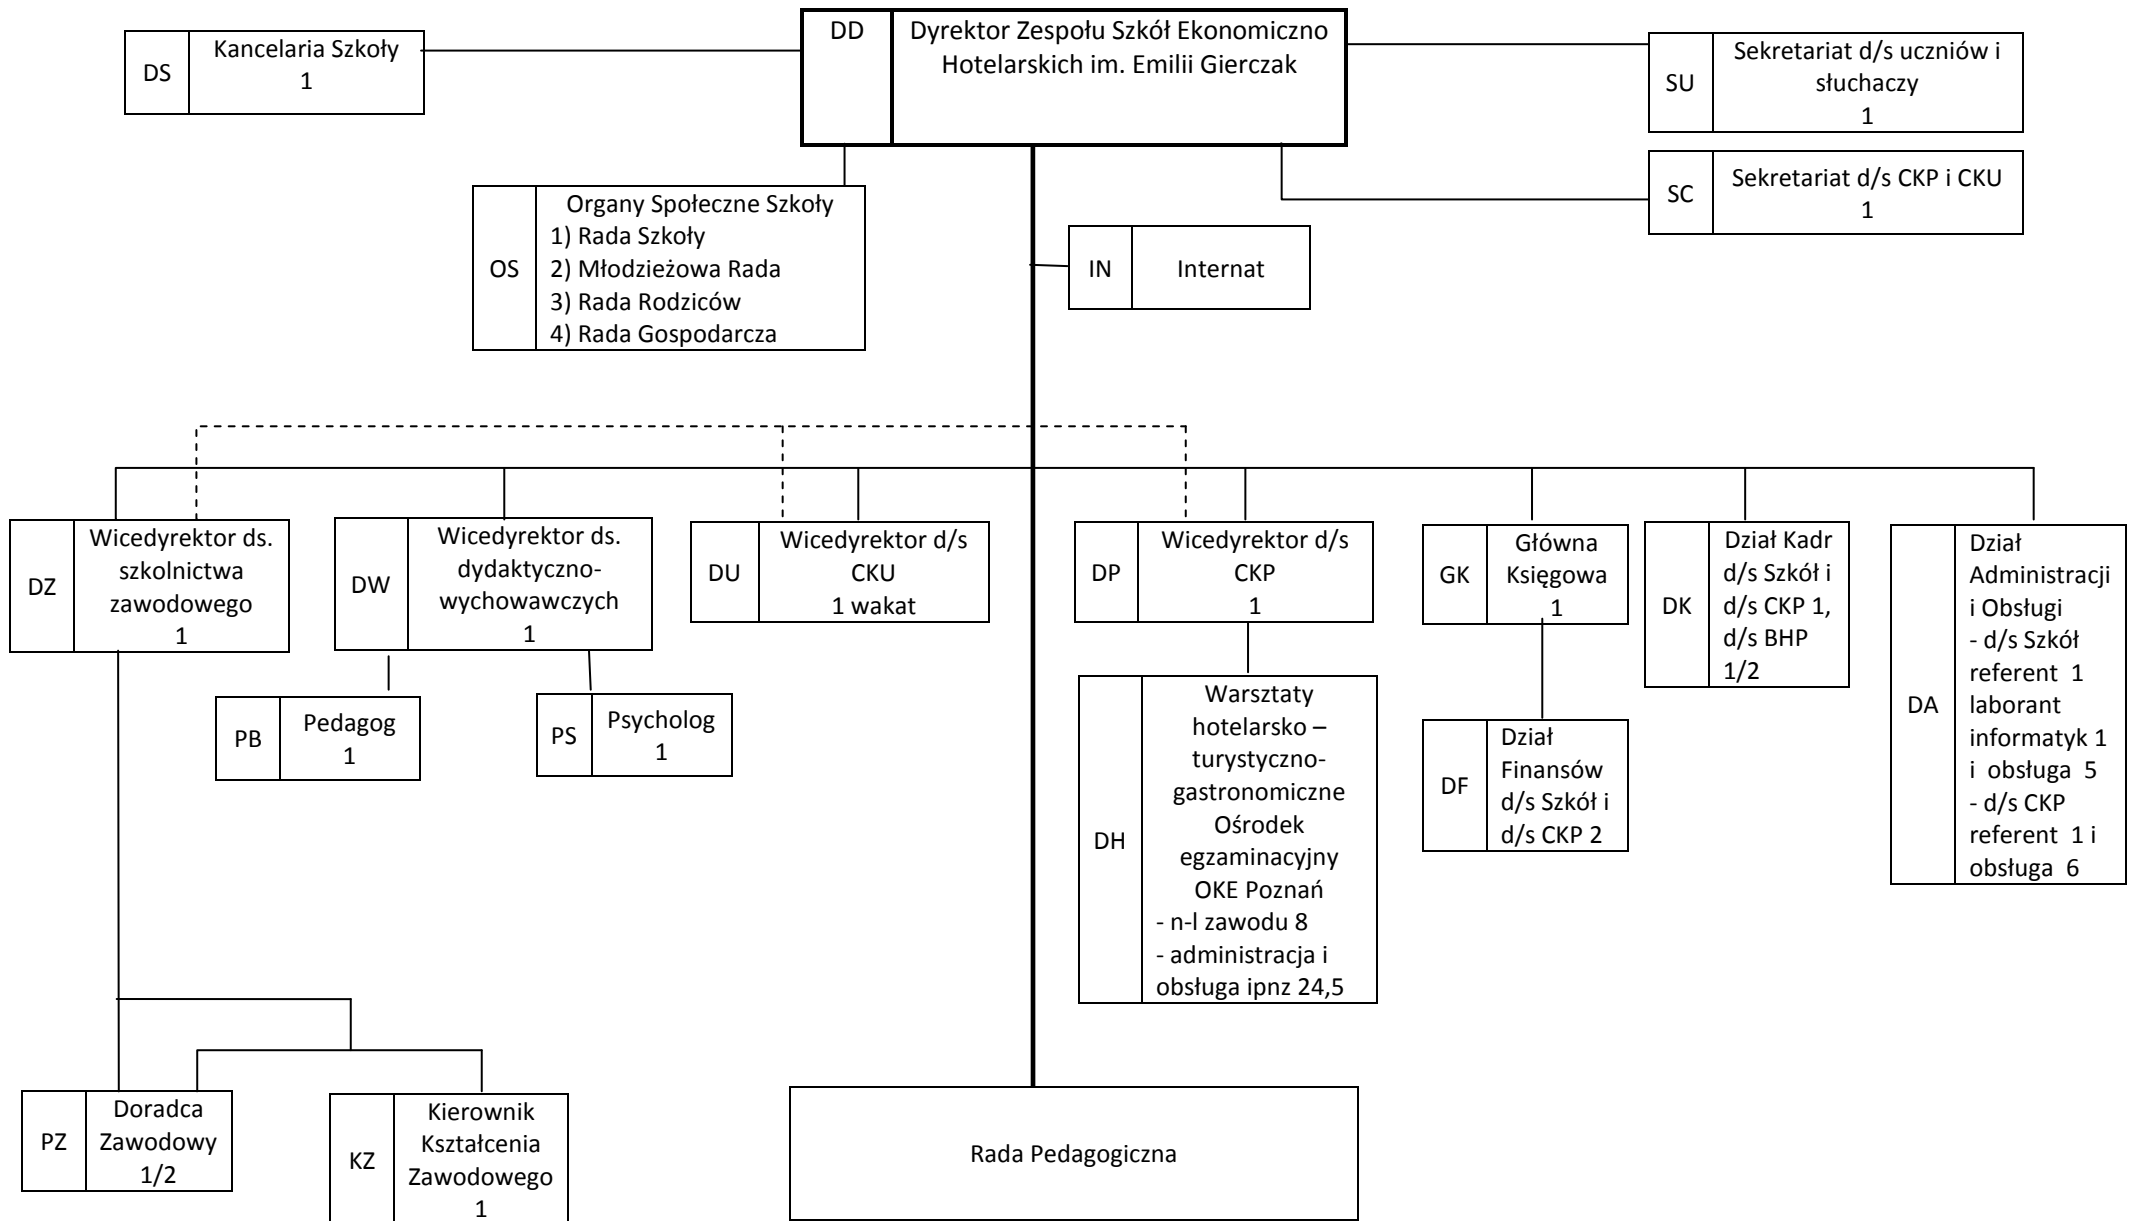 DD
Dyrektor Zespołu Szkół Ekonomiczno
Hotelarskich im. Emilii Gierczak
DS
Kancelaria Szkoły
1
SU
Sekretariat d/s uczniów i
słuchaczy
1
SC
Sekretariat d/s CKP i CKU
1
OS
Organy Społeczne Szkoły
1) Rada Szkoły
2) Młodzieżowa Rada
3) Rada Rodziców
4) Rada Gospodarcza
IN
Internat
DZ
Wicedyrektor ds.
szkolnictwa
zawodowego
1
DW
Wicedyrektor ds.
dydaktyczno-
wychowawczych
1
DU
Wicedyrektor d/s
CKU
1 wakat
DP
Wicedyrektor d/s
CKP
1
GK
Główna
Księgowa
1
DK
Dział Kadr
d/s Szkół i
d/s CKP 1,
d/s BHP
1/2
DA
Dział
Administracji
i Obsługi
- d/s Szkół
referent 1
laborant
informatyk 1
i obsługa 5
- d/s CKP
referent 1 i
obsługa 6
PB
Pedagog
1
PS
Psycholog
1
DH
Warsztaty
hotelarsko –
turystyczno-
gastronomiczne
Ośrodek
egzaminacyjny
OKE Poznań
- n-l zawodu 8
- administracja i
obsługa ipnz 24,5
DF
Dział
Finansów
d/s Szkół i
d/s CKP 2
PZ
Doradca
Zawodowy
1/2
KZ
Kierownik
Kształcenia
Zawodowego
1
Rada Pedagogiczna